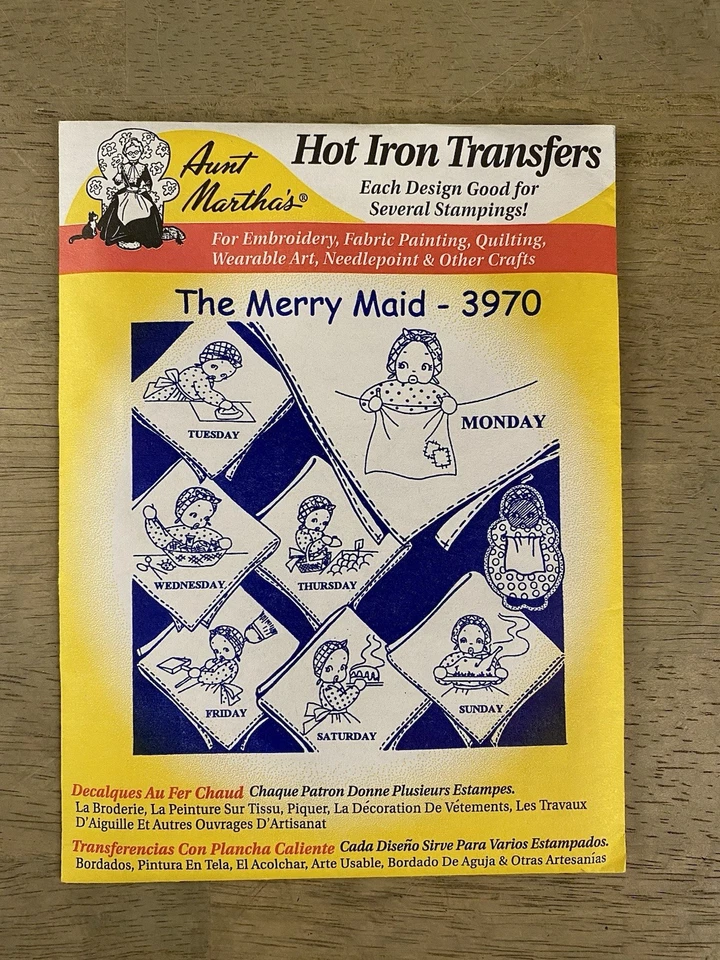 Aunt
Martha's®
Hot Iron Transfers
Each Design Good for
Several Stampings!
For Embroidery, Fabric Painting, Quilting,
Wearable Art, Needlepoint & Other Crafts
The Merry Maid - 3970
TUESDAY
MONDAY
WEDNESDAY
THURSDAY
FRIDAY
SATURDAY
SUNDAY
Decalques Au Fer Chaud Chaque Patron Donne Plusieurs Estampes.
La Broderie, La Peinture Sur Tissu, Piquer, La Décoration De Vétements, Les Travaux
D'Aiguille Et Autres Ouvrages D'Artisanat
Transferencias Con Plancha Caliente Cada Diseño Sirve Para Varios Estampados.
Bordados, Pintura En Tela, El Acolchar, Arte Usable, Bordado De Aguja & Otras Artesanías